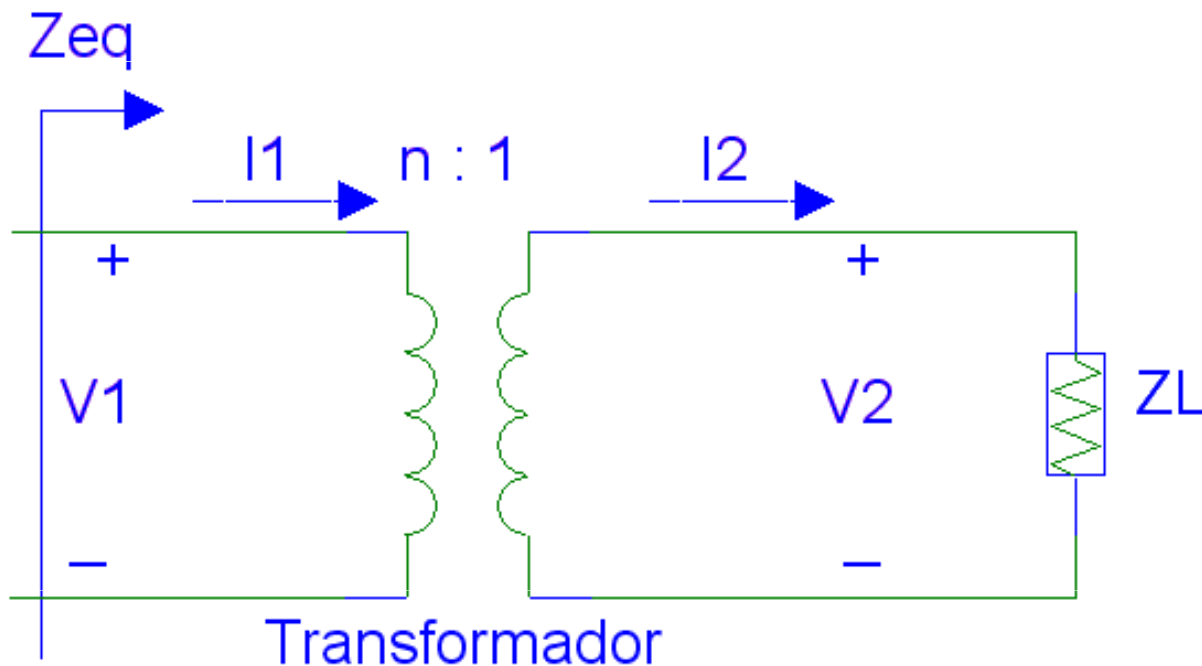 Zeq
I1 n : 1 I2
+ +
V1 V2 ZL
– –
Transformador